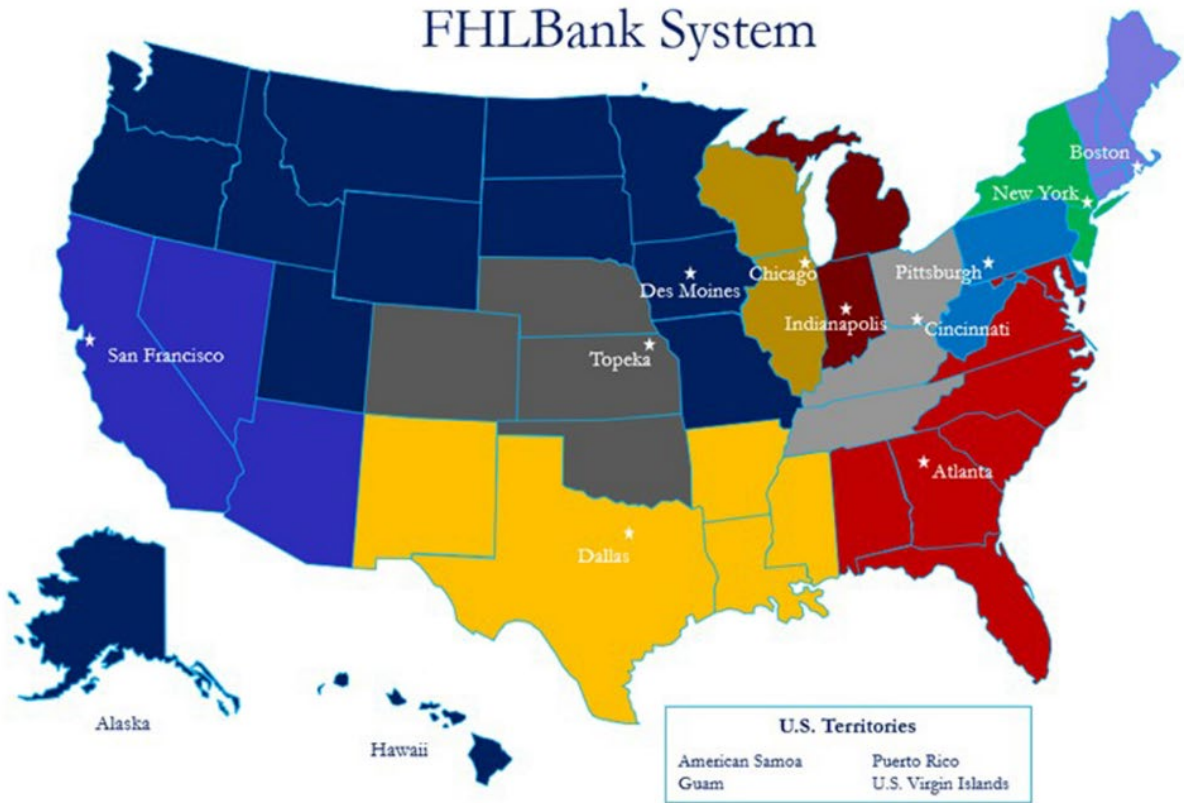 FHLBank System
Boston
New York
Chicago
Pittsburgh
Des Moines
Indianapolis
Cincinnati
San Francisco
Topeka
Atlanta
Dallas
Alaska
Hawaii
U.S. Territories
American Samoa
Puerto Rico
Guam
U.S. Virgin Islands